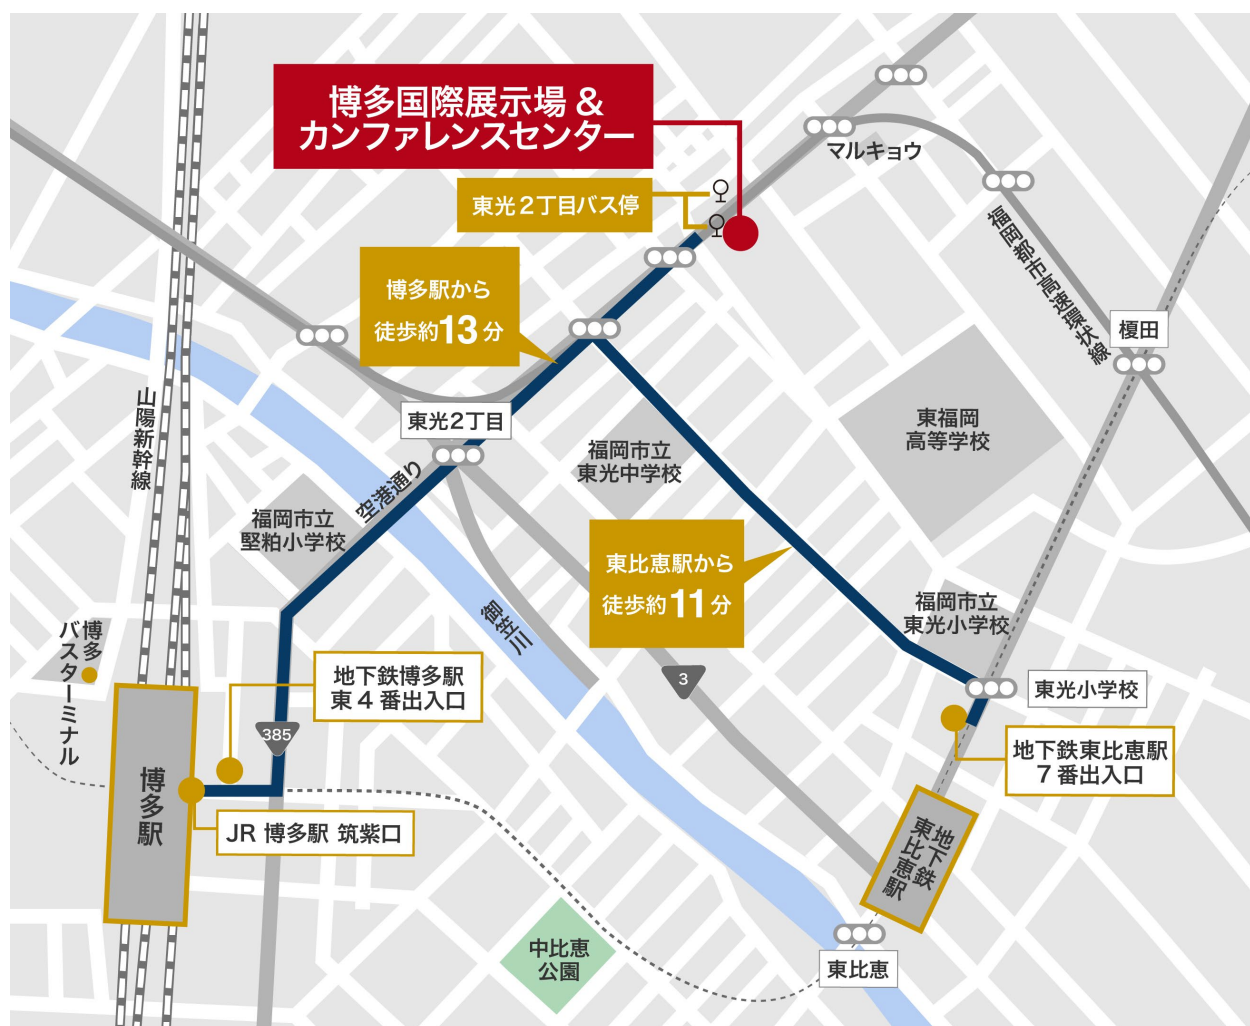 博多国際展示場 &
カンファレンスセンター
マルキョウ
東光2丁目バス停
福岡都市高速環状線
博多駅から
徒歩約13分
榎田
山陽新幹線
東光2丁目
東福岡
高等学校
福岡市立
東光中学校
空港通り
福岡市立
堅粕小学校
東比恵駅から
徒歩約11分
福岡市立
東光小学校
御笠川
博多
バスターミナル
地下鉄博多駅
東4番出入口
3
東光小学校
385
地下鉄東比恵駅
7番出入口
博多駅
JR 博多駅 筑紫口
地下鉄
東比恵駅
中比恵
公園
東比恵